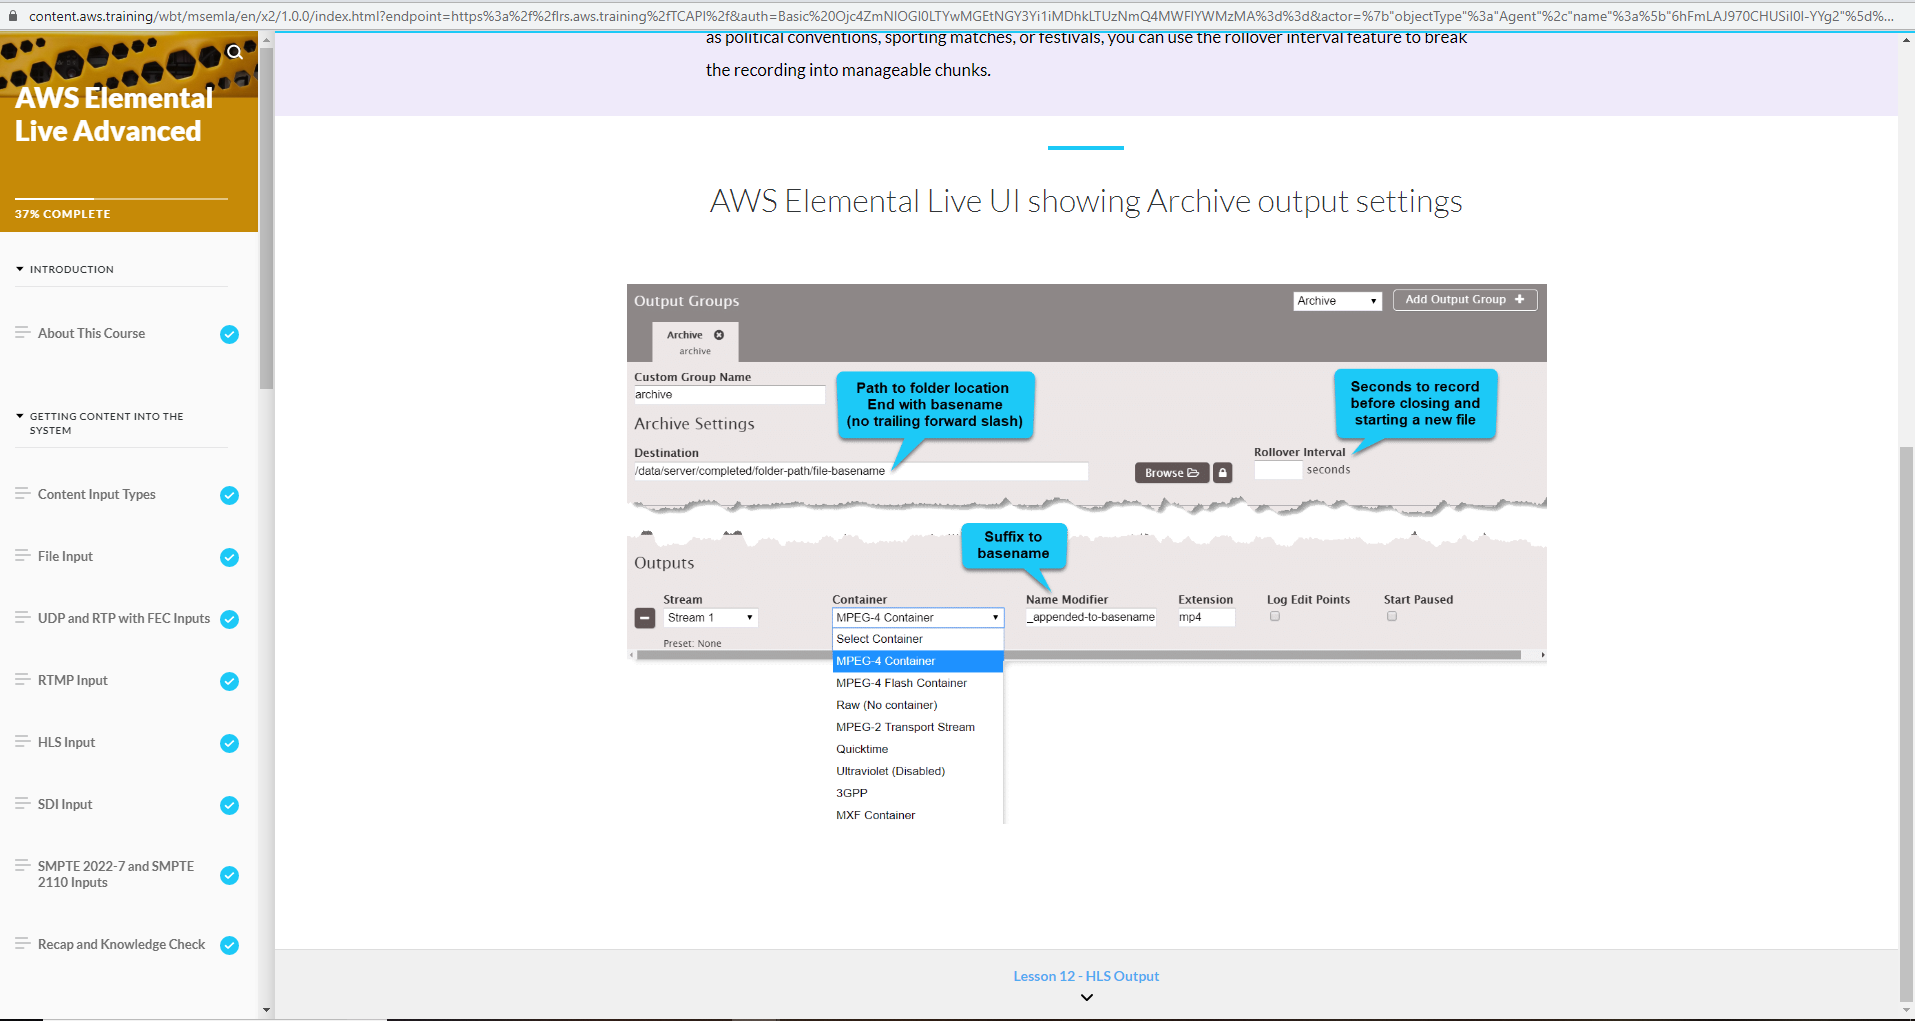 content.aws.training/wbt/msemla/en/x2/1.0.0/index.html?endpoint=https%3a%2f%2flrs.aws.training%2fTCAPI%2f&auth=Basic%20Ojc4ZmNlOGI0LTYwMGEtNGY3Yi1iMDhkLTUzNmQ4MWFlYWMzMA%3d%3d&actor=%7b"objectType"%3a"Agent"%2c"name"%3a%5b"6hFmLAJ970CHUSiI0I-YYg2"%5d%...
AWS Elemental
Live Advanced
37% COMPLETE
INTRODUCTION
About This Course
GETTING CONTENT INTO THE
SYSTEM
Content Input Types
File Input
UDP and RTP with FEC Inputs
RTMP Input
HLS Input
SDI Input
SMPTE 2022-7 and SMPTE
2110 Inputs
Recap and Knowledge Check
as political conventions, sporting matches, or festivals, you can use the rollover interval feature to break
the recording into manageable chunks.
AWS Elemental Live UI showing Archive output settings
Output Groups
Archive
Add Output Group +
Archive
archive
Custom Group Name
archive
Path to folder location
End with basename
(no trailing forward slash)
Seconds to record
before closing and
starting a new file
Archive Settings
Destination
/data/server/completed/folder-path/file-basename
Browse
Rollover Interval
seconds
Suffix to
basename
Outputs
Stream
Container
Name Modifier
Extension
Log Edit Points
Start Paused
Stream 1
MPEG-4 Container
_appended-to-basename
mp4
Preset: None
Select Container
MPEG-4 Container
MPEG-4 Flash Container
Raw (No container)
MPEG-2 Transport Stream
Quicktime
Ultraviolet (Disabled)
3GPP
MXF Container
Lesson 12 - HLS Output